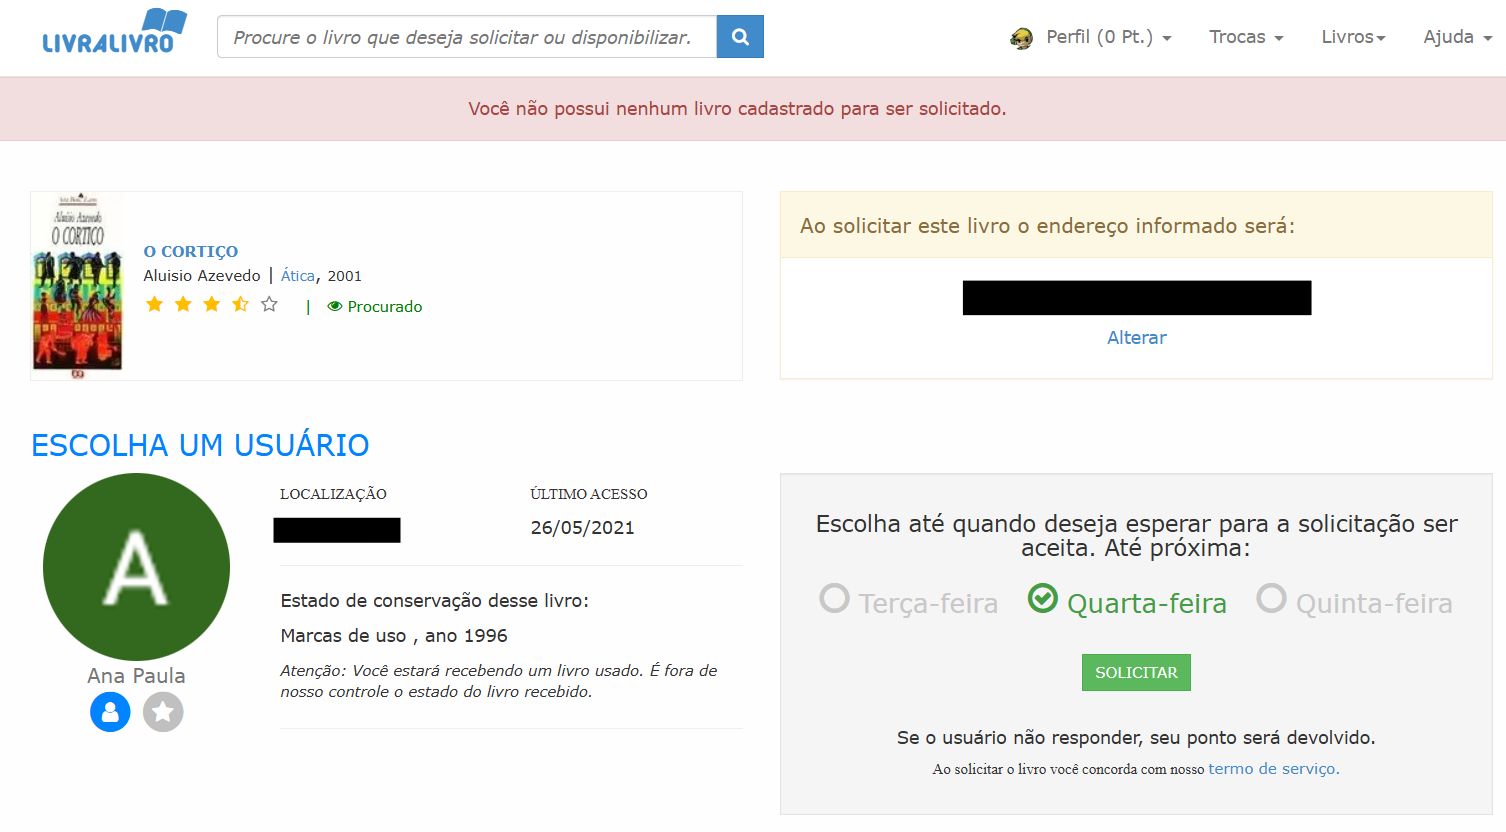 LIVRALIVRO
Procure o livro que deseja solicitar ou disponibilizar.
Perfil (0 Pt.)
Trocas
Livros
Ajuda
Você não possui nenhum livro cadastrado para ser solicitado.
Aluísio Azevedo
O CORTIÇO
O CORTIÇO
Aluisio Azevedo | Ática, 2001
| Procurado
Ao solicitar este livro o endereço informado será:
Alterar
ESCOLHA UM USUÁRIO
A
Ana Paula
LOCALIZAÇÃO
ÚLTIMO ACESSO
26/05/2021
Estado de conservação desse livro:
Marcas de uso , ano 1996
Atenção: Você estará recebendo um livro usado. É fora de
nosso controle o estado do livro recebido.
Escolha até quando deseja esperar para a solicitação ser
aceita. Até próxima:
Terça-feira
Quarta-feira
Quinta-feira
SOLICITAR
Se o usuário não responder, seu ponto será devolvido.
Ao solicitar o livro você concorda com nosso termo de serviço.